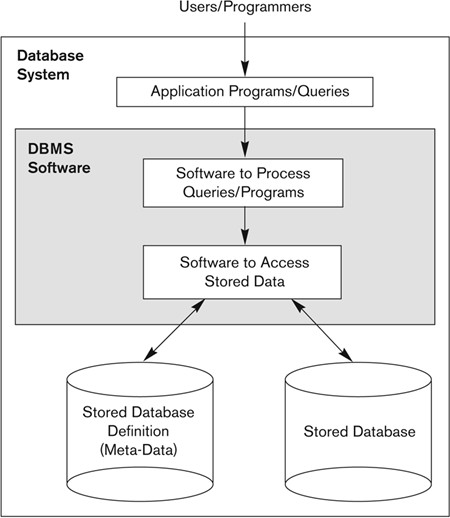 Users/Programmers
Database
System
Application Programs/Queries
DBMS
Software
Software to Process
Queries/Programs
Software to Access
Stored Data
Stored Database
Definition
(Meta-Data)
Stored Database